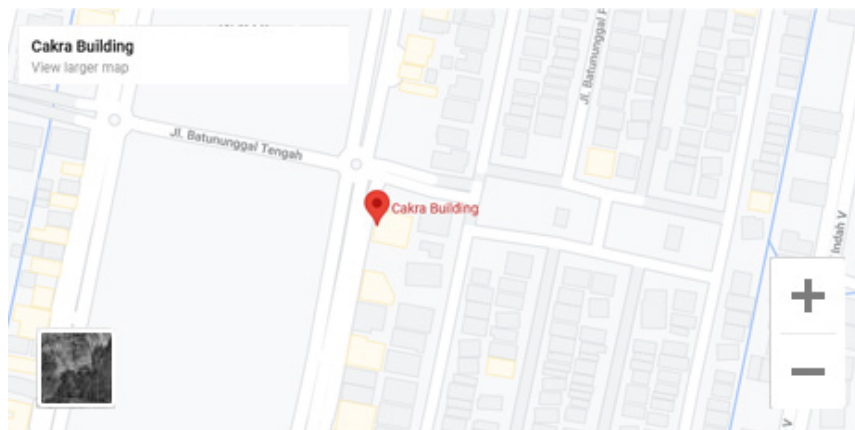 Cakra Building
View larger map
Jl. Batununggal Tengah
Jl. Batununggal
Cakra Building
Indah V
V